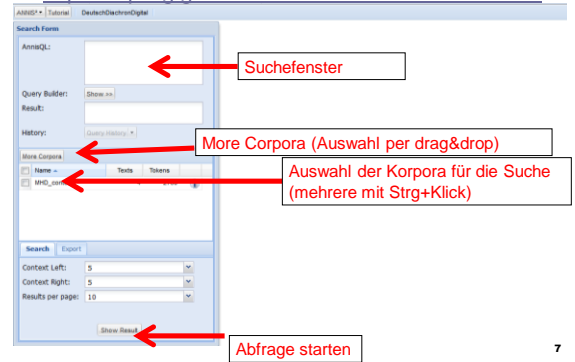 ANNIS² Tutorial DeutschDiachronDigital
Search Form
AnnisQL:
Suchefenster
Query Builder: Show >>
Result:
History: Query History
More Corpora (Auswahl per drag&drop)
More Corpora
Name Texts Tokens
Auswahl der Korpora für die Suche
(mehrere mit Strg+Klick)
Search Export
Context Left: 5
Context Right: 5
Results per page: 10
Show Result
Abfrage starten
7